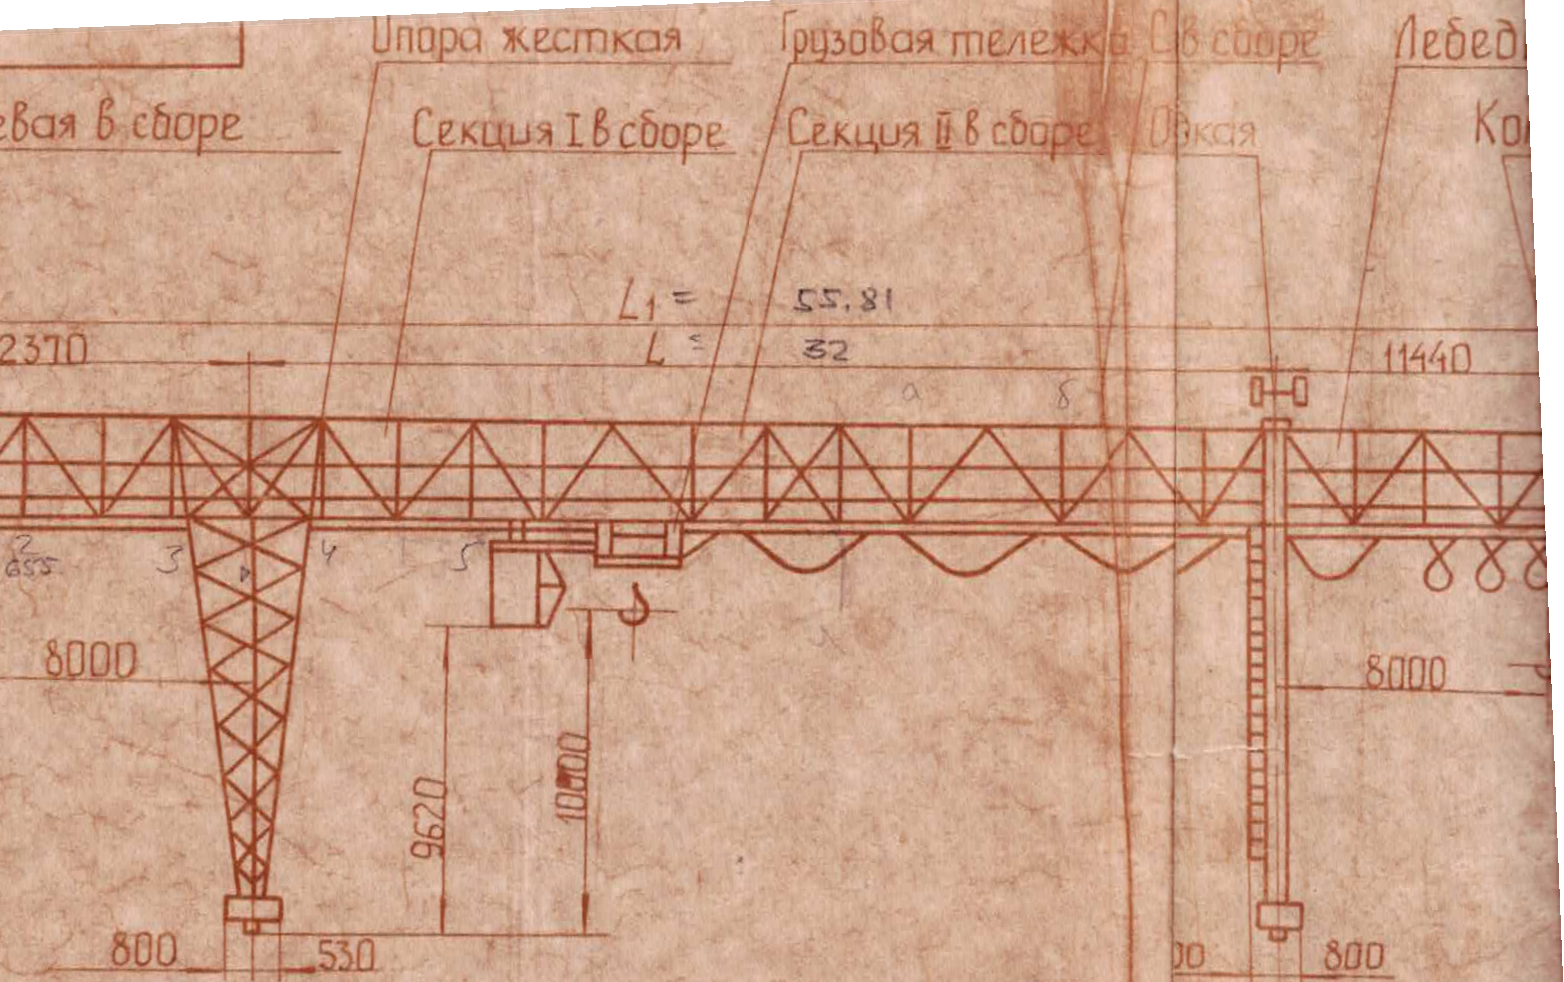 Опора жесткая
Грузовая тележка
в сборе
Лебед
евая в сборе
Секция I в сборе
Секция II в сборе
кая
Ко
L1 = 55.81
2370
L = 32
11440
а
б
2
655
3
4
5
8000
8000
9620
800
530
00
800